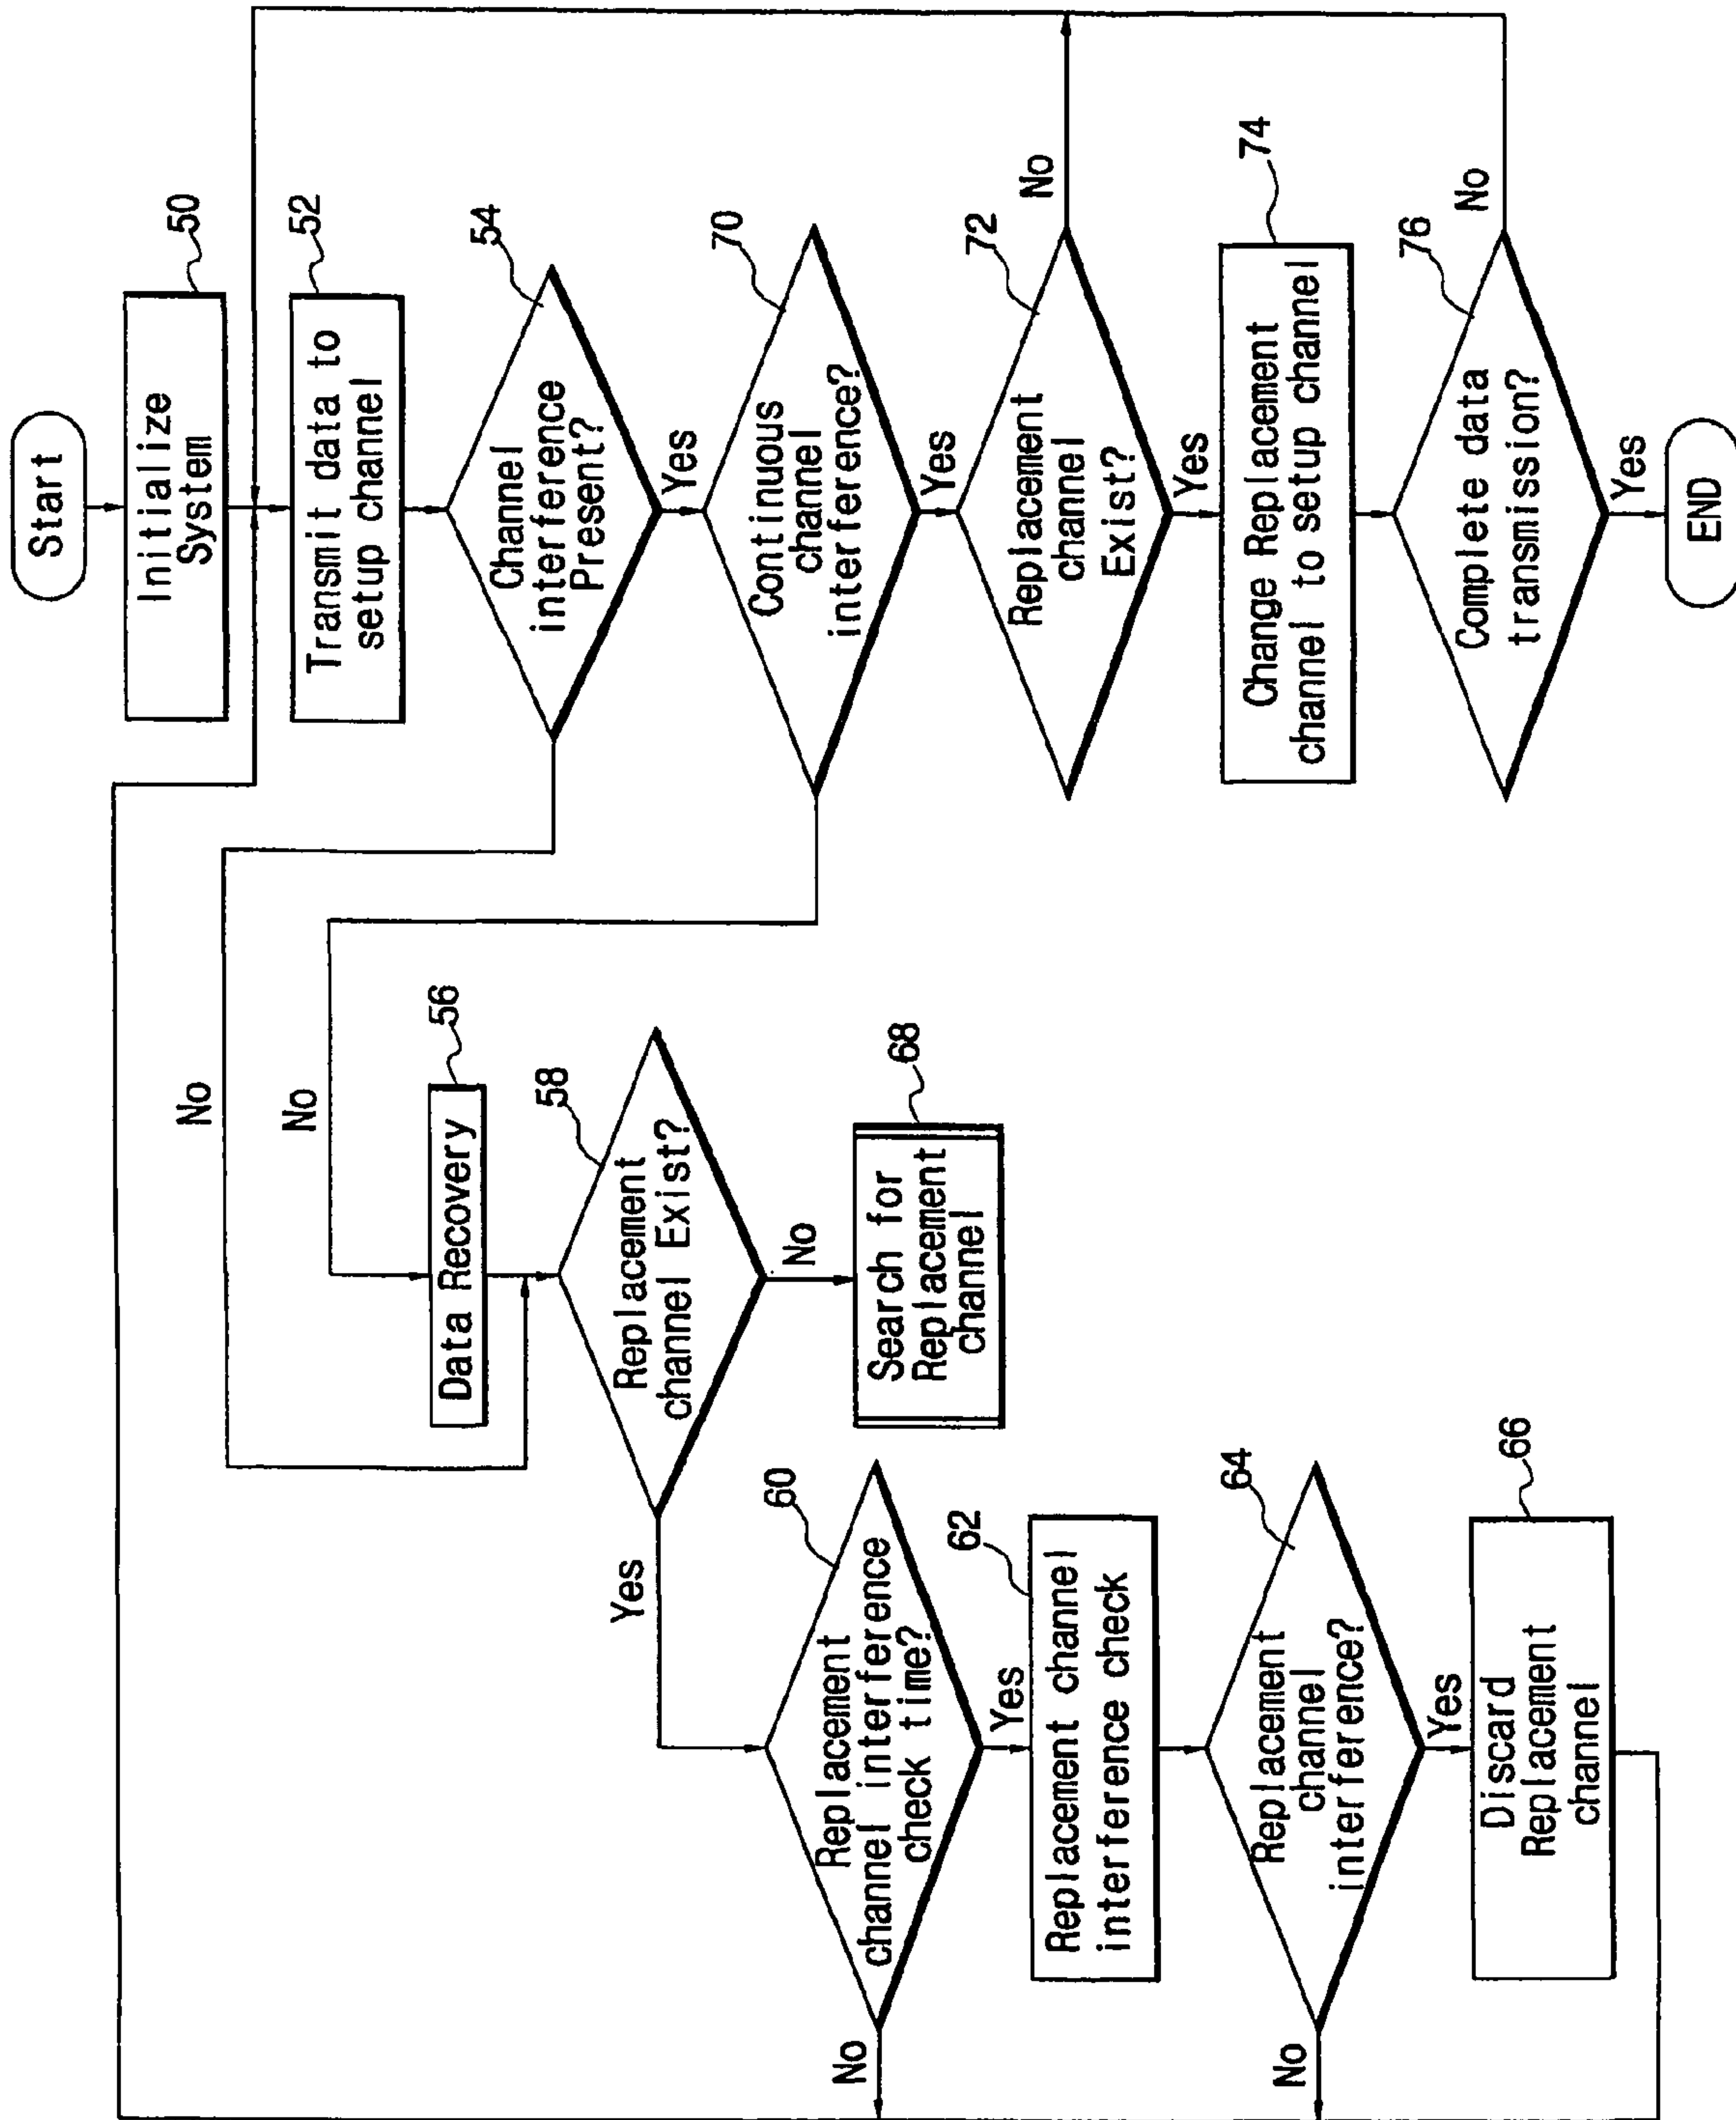 Start
50
Initialize
System
52
Transmit data to
setup channel
54
Channel
interference
Present?
Yes
No
70
Continuous
channel
interference?
Yes
No
72
Replacement
channel
Exist?
No
Yes
74
Change Replacement
channel to setup channel
76
Complete data
transmission?
No
Yes
END
56
Data Recovery
58
Replacement
channel Exist?
No
Yes
68
Search for
Replacement
channel
60
Replacement
channel interference
check time?
Yes
No
62
Replacement channel
interference check
64
Replacement
channel
interference?
Yes
No
66
Discard
Replacement
channel